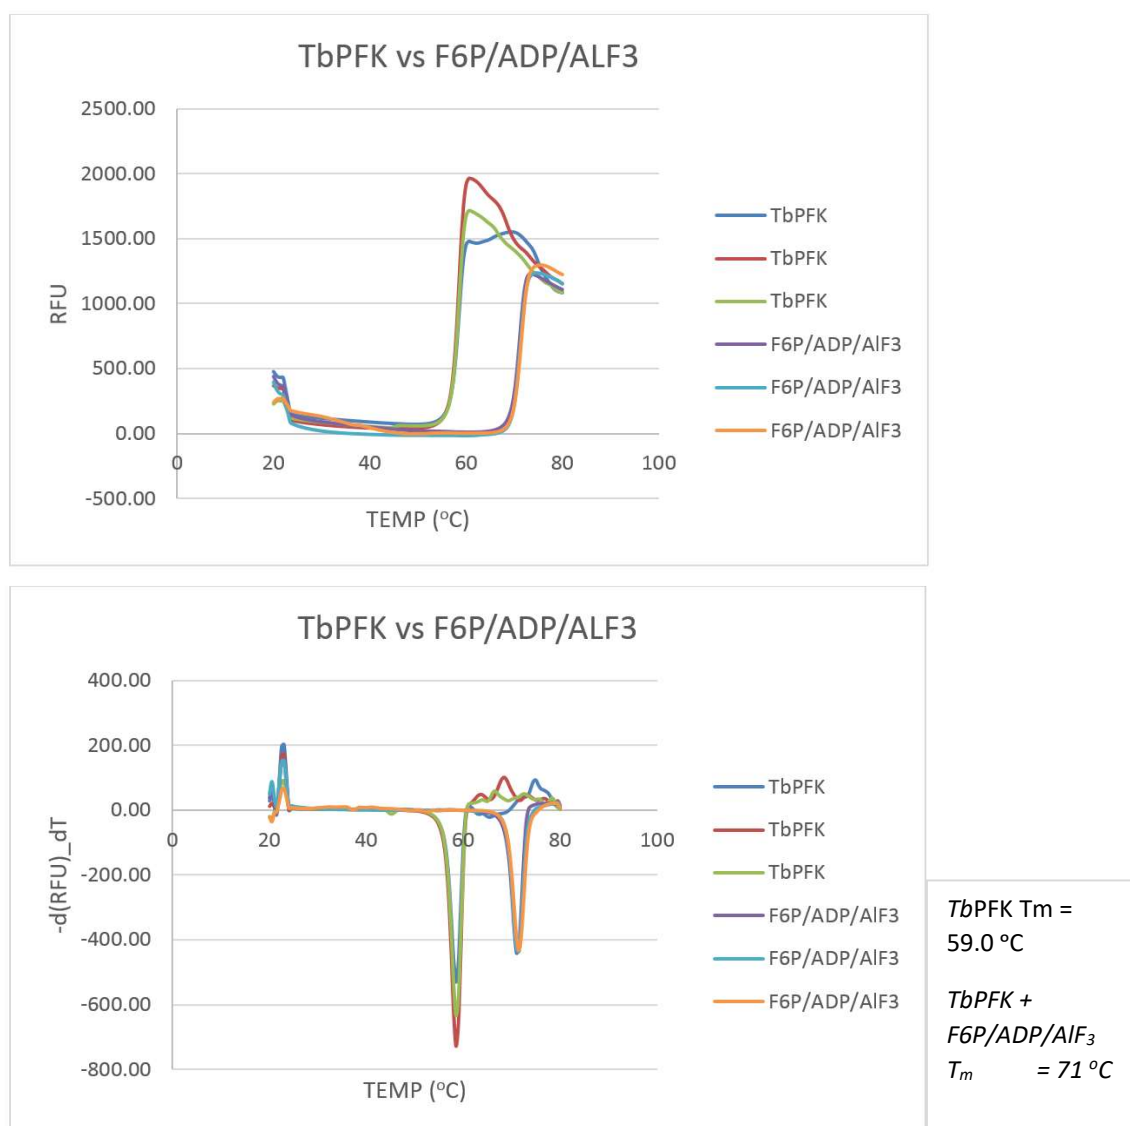 TbPFK vs F6P/ADP/ALF3
2500.00
2000.00
1500.00
1000.00
500.00
0.00
-500.00
RFU
0
20
40
60
80
100
TEMP (°C)
TbPFK
TbPFK
TbPFK
F6P/ADP/AlF3
F6P/ADP/AlF3
F6P/ADP/AlF3
TbPFK vs F6P/ADP/ALF3
400.00
200.00
0.00
-200.00
-400.00
-600.00
-800.00
-d(RFU)_dT
0
20
40
60
80
100
TEMP (°C)
TbPFK
TbPFK
TbPFK
F6P/ADP/AlF3
F6P/ADP/AlF3
F6P/ADP/AlF3
TbPFK Tm =
59.0 °C
TbPFK +
F6P/ADP/AlF₃
Tₘ = 71 °C